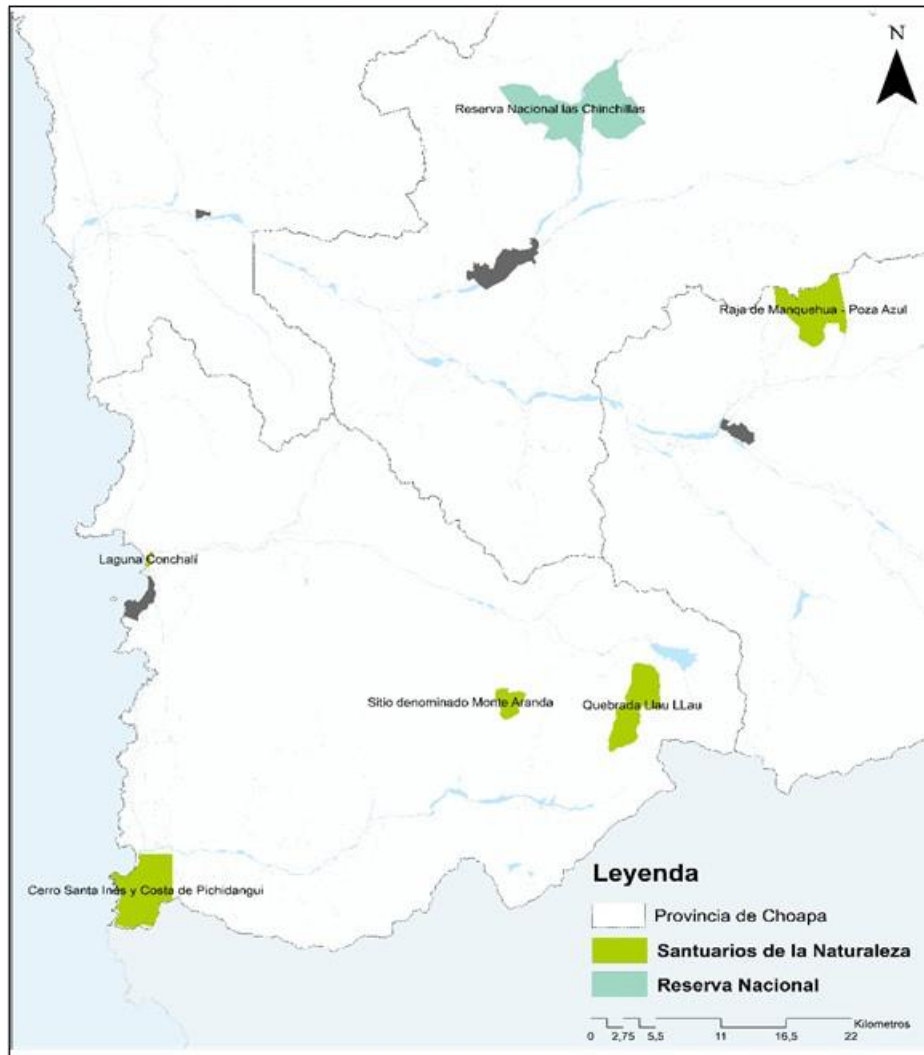 N
Reserva Nacional las Chinchillas
Raja de Manquehua - Poza Azul
Laguna Conchalí
Sitio denominado Monte Aranda
Quebrada Llau LLau
Cerro Santa Inés y Costa de Pichidangui
Leyenda
Provincia de Choapa
Santuarios de la Naturaleza
Reserva Nacional
Kilometros
0 2,75 5,5 11 16,5 22